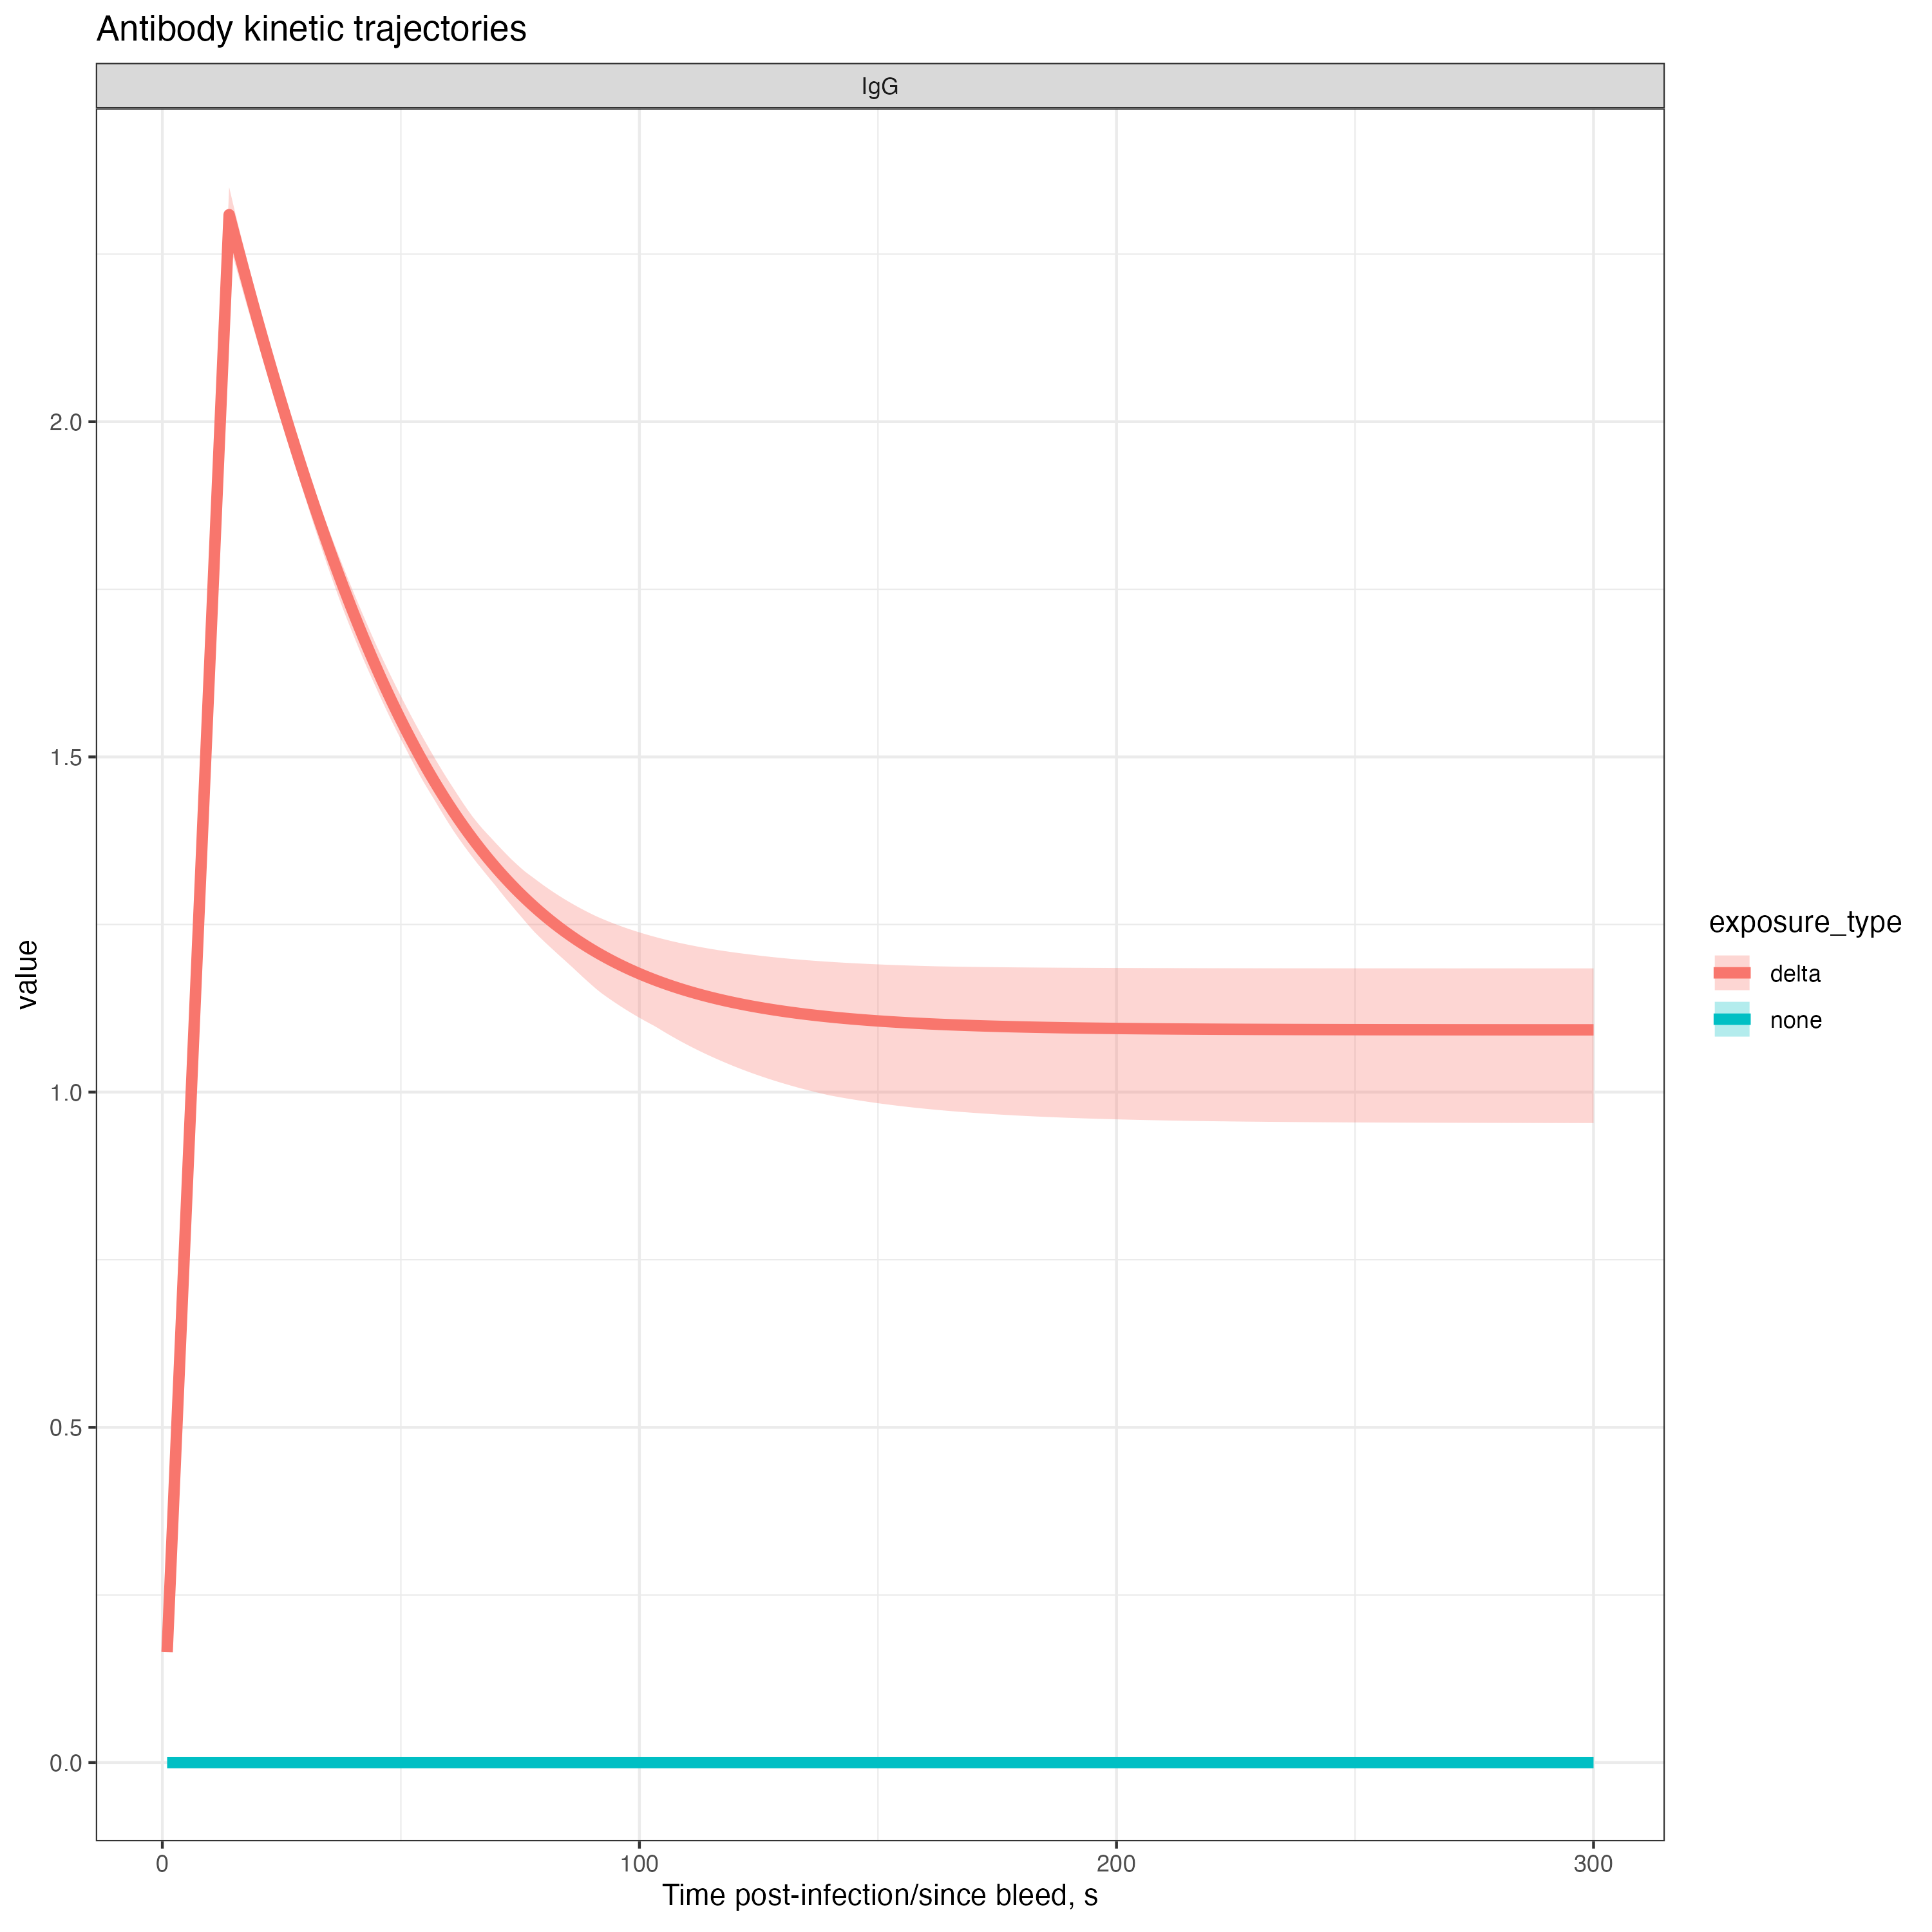 Antibody kinetic trajectories
IgG
value
2.0
1.5
1.0
0.5
0.0
0 100 200 300
Time post-infection/since bleed, s
exposure_type
delta
none